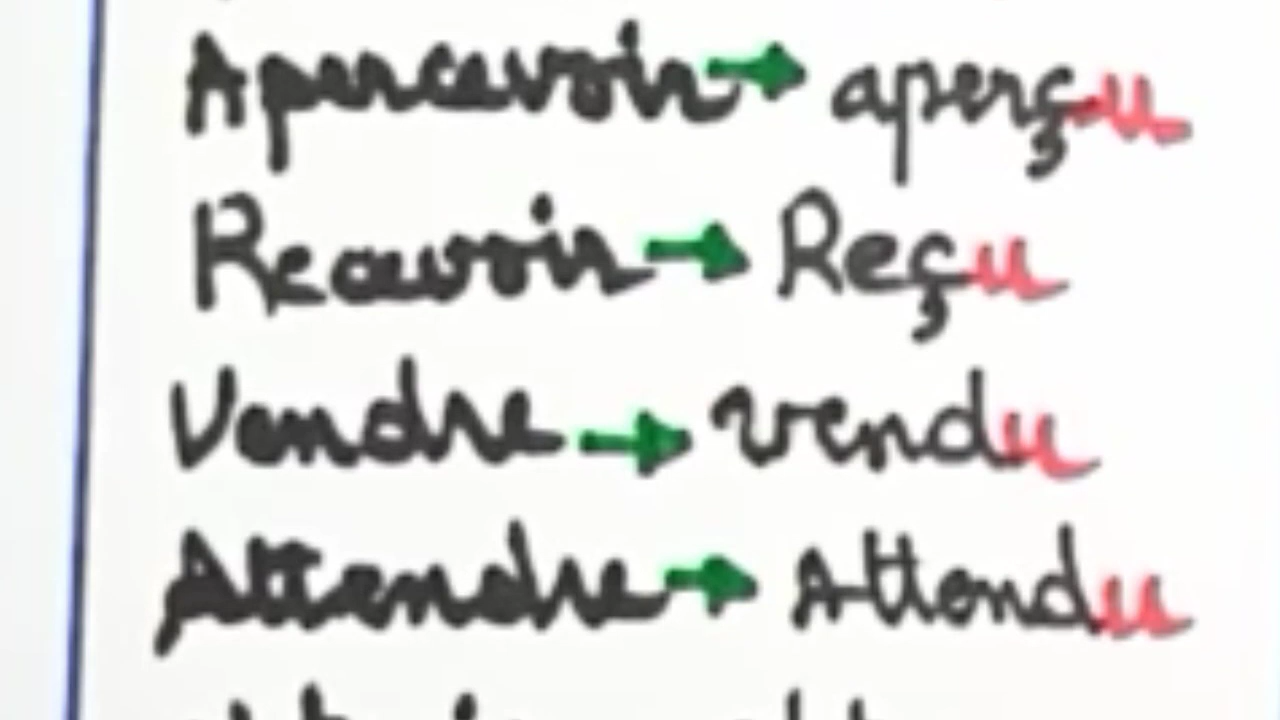 Apercevoir → aperçu
Recevoir → Reçu
Vendre → vendu
Attendre → Attendu